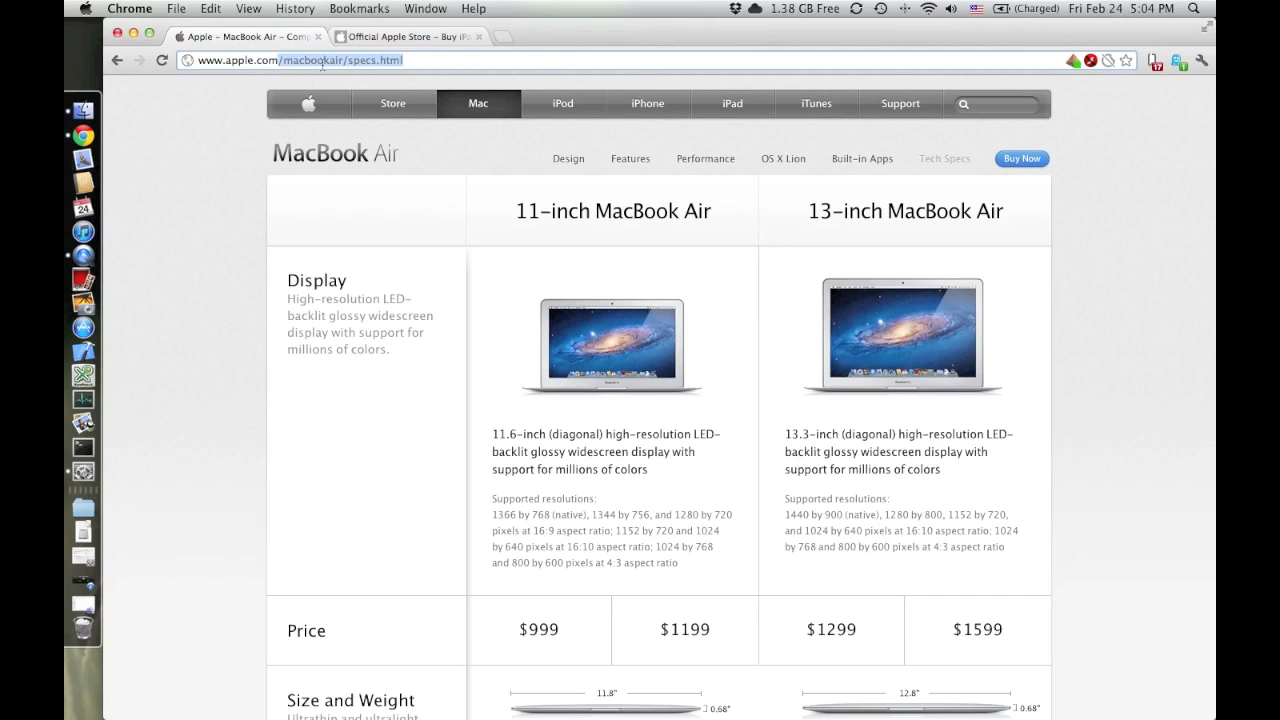 Chrome File Edit View History Bookmarks Window Help 1.38 GB Free (Charged) Fri Feb 24 5:04 PM
Apple - MacBook Air - Comp Official Apple Store - Buy iPa
www.apple.com/macbookair/specs.html
17 1
Store Mac iPod iPhone iPad iTunes Support
MacBook Air
Design Features Performance OS X Lion Built-in Apps Tech Specs Buy Now
11-inch MacBook Air 13-inch MacBook Air
24
Display
High-resolution LED-
backlit glossy widescreen
display with support for
millions of colors.
11.6-inch (diagonal) high-resolution LED-
backlit glossy widescreen display with
support for millions of colors
Supported resolutions:
1366 by 768 (native), 1344 by 756, and 1280 by 720
pixels at 16:9 aspect ratio; 1152 by 720 and 1024
by 640 pixels at 16:10 aspect ratio; 1024 by 768
and 800 by 600 pixels at 4:3 aspect ratio
13.3-inch (diagonal) high-resolution LED-
backlit glossy widescreen display with
support for millions of colors
Supported resolutions:
1440 by 900 (native), 1280 by 800, 1152 by 720,
and 1024 by 640 pixels at 16:10 aspect ratio; 1024
by 768 and 800 by 600 pixels at 4:3 aspect ratio
Price $999 $1199 $1299 $1599
Size and Weight
Ultrathin and ultralight
11.8" 0.68"
12.8" 0.68"